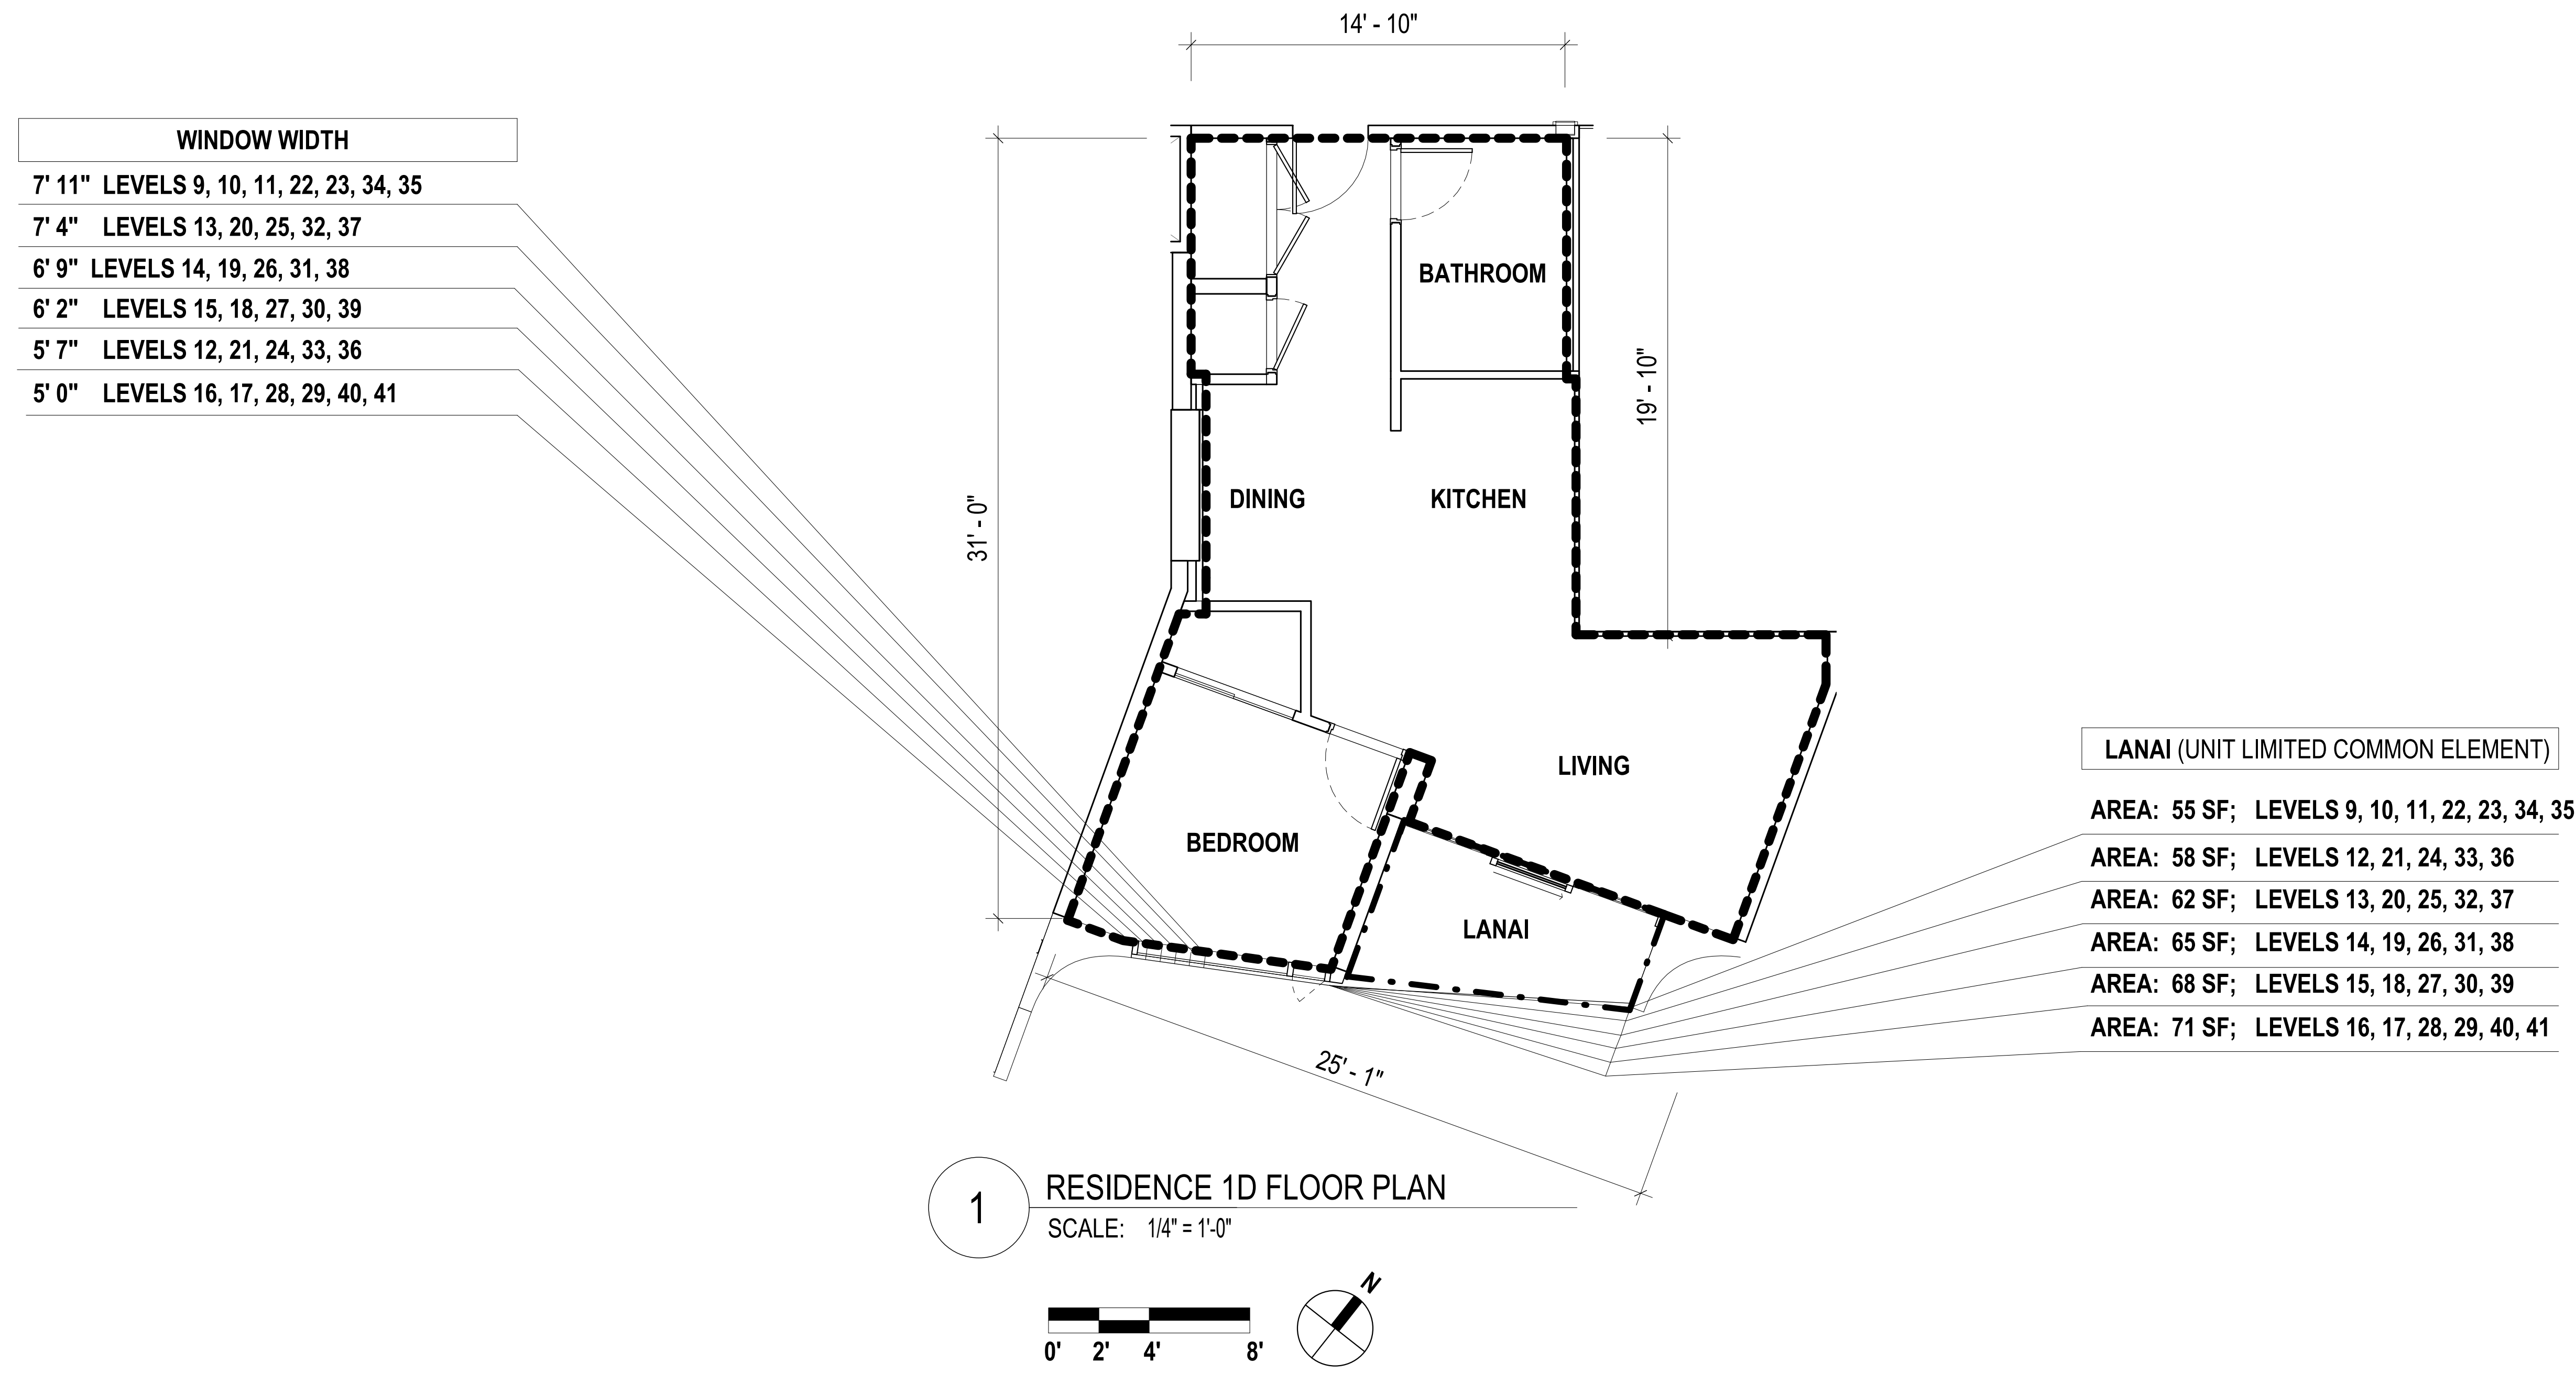 14' - 10"
WINDOW WIDTH
7' 11" LEVELS 9, 10, 11, 22, 23, 34, 35
7' 4" LEVELS 13, 20, 25, 32, 37
6' 9" LEVELS 14, 19, 26, 31, 38
6' 2" LEVELS 15, 18, 27, 30, 39
5' 7" LEVELS 12, 21, 24, 33, 36
5' 0" LEVELS 16, 17, 28, 29, 40, 41
31' - 0"
19' - 10"
BATHROOM
DINING
KITCHEN
LIVING
BEDROOM
LANAI
25' - 1"
LANAI (UNIT LIMITED COMMON ELEMENT)
AREA: 55 SF; LEVELS 9, 10, 11, 22, 23, 34, 35
AREA: 58 SF; LEVELS 12, 21, 24, 33, 36
AREA: 62 SF; LEVELS 13, 20, 25, 32, 37
AREA: 65 SF; LEVELS 14, 19, 26, 31, 38
AREA: 68 SF; LEVELS 15, 18, 27, 30, 39
AREA: 71 SF; LEVELS 16, 17, 28, 29, 40, 41
1
RESIDENCE 1D FLOOR PLAN
SCALE: 1/4" = 1'-0"
N
0' 2' 4' 8'